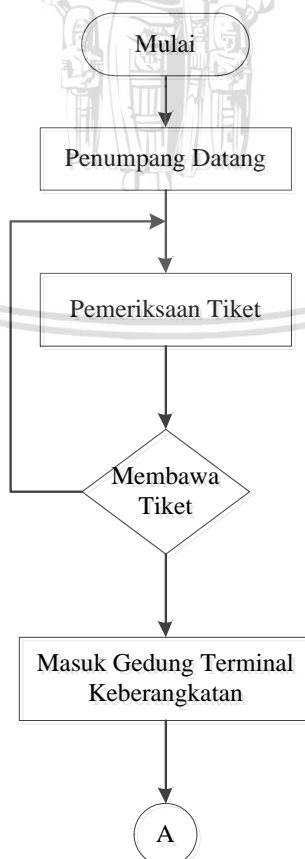 Mulai
Penumpang Datang
Pemeriksaan Tiket
Membawa
Tiket
Masuk Gedung Terminal
Keberangkatan
A